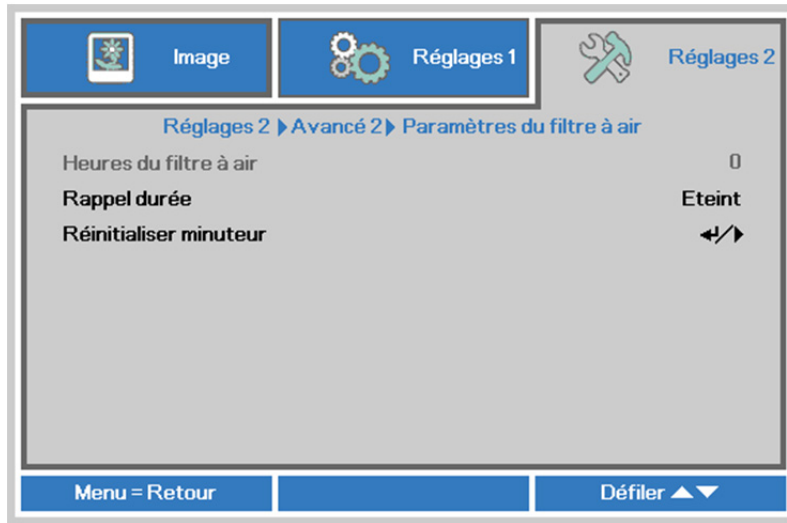 Image
Réglages 1
Réglages 2
Réglages 2 ▶ Avancé 2 ▶ Paramètres du filtre à air
Heures du filtre à air 0
Rappel durée Eteint
Réinitialiser minuteur ↵/▶
Menu = Retour
Défiler ▲▼